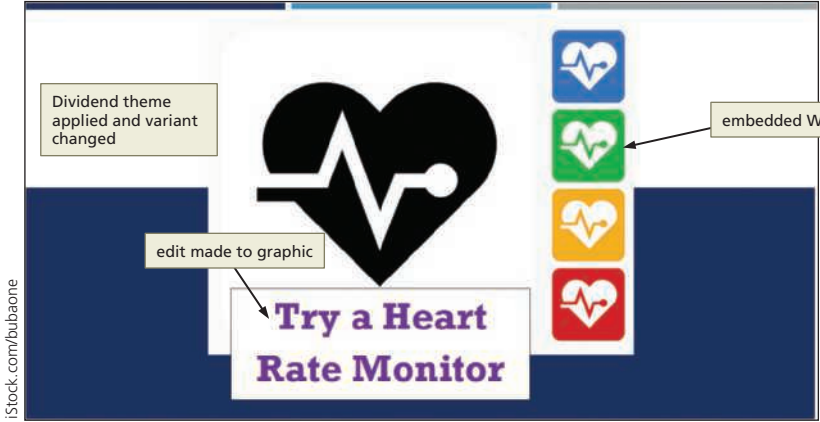 Dividend theme
applied and variant
changed
embedded W
edit made to graphic
Try a Heart
Rate Monitor
iStock.com/bubaone